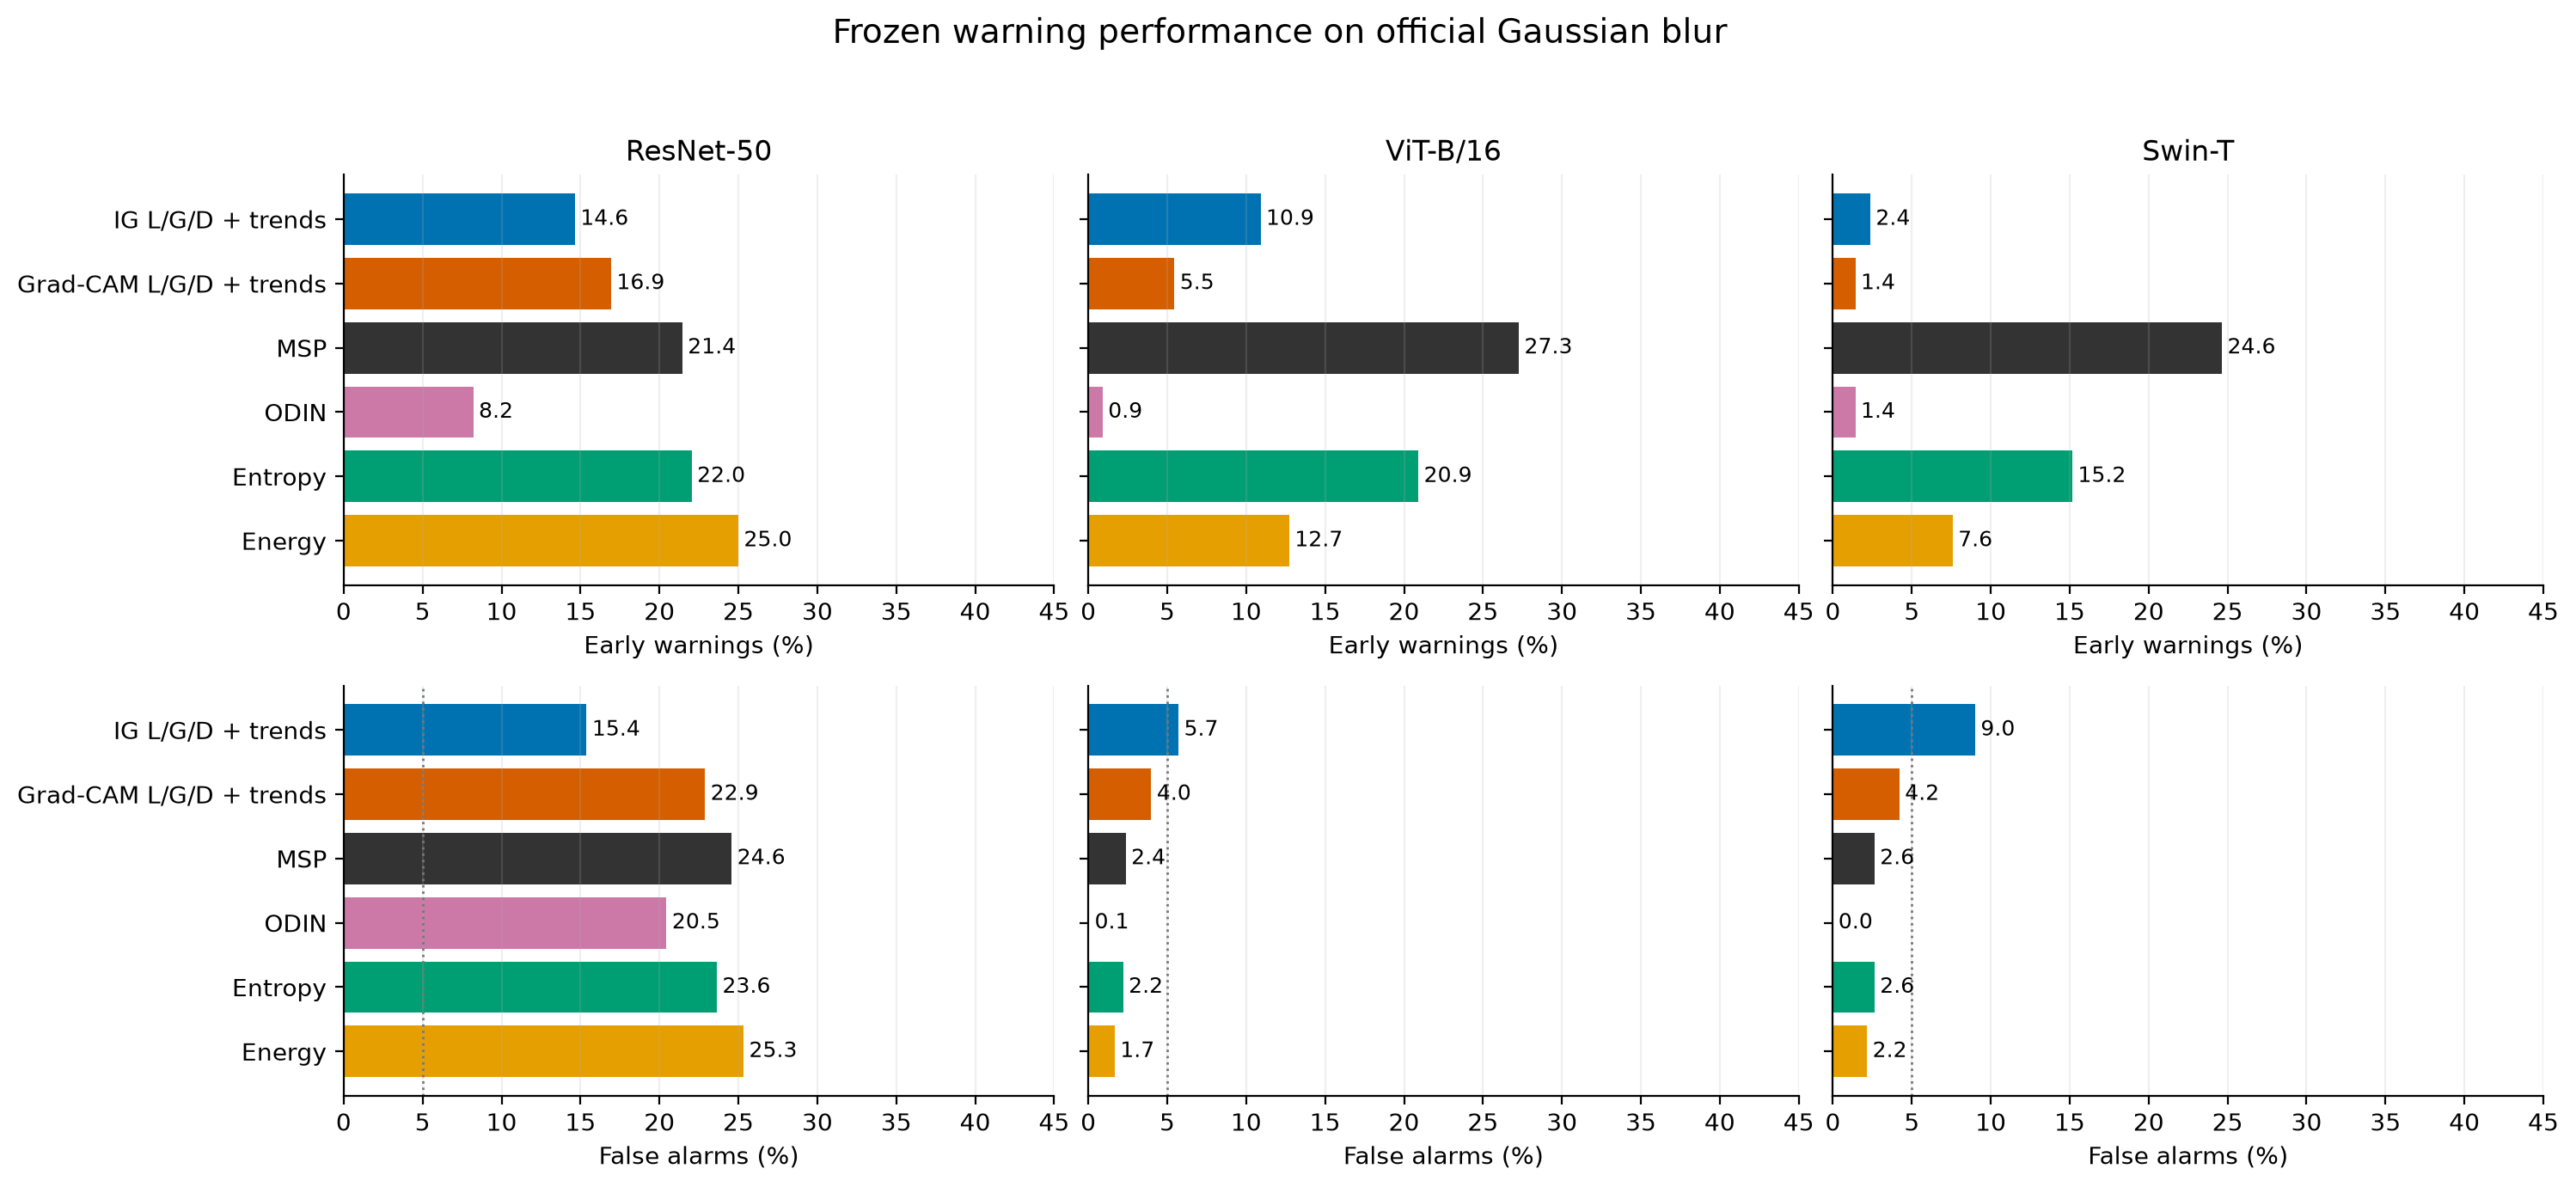 Frozen warning performance on official Gaussian blur
ResNet-50
ViT-B/16
Swin-T
IG L/G/D + trends 14.6 10.9 2.4
Grad-CAM L/G/D + trends 16.9 5.5 1.4
MSP 21.4 27.3 24.6
ODIN 8.2 0.9 1.4
Entropy 22.0 20.9 15.2
Energy 25.0 12.7 7.6
0 5 10 15 20 25 30 35 40 45 0 5 10 15 20 25 30 35 40 45 0 5 10 15 20 25 30 35 40 45
Early warnings (%) Early warnings (%) Early warnings (%)
IG L/G/D + trends 15.4 5.7 9.0
Grad-CAM L/G/D + trends 22.9 4.0 4.2
MSP 24.6 2.4 2.6
ODIN 20.5 0.1 0.0
Entropy 23.6 2.2 2.6
Energy 25.3 1.7 2.2
0 5 10 15 20 25 30 35 40 45 0 5 10 15 20 25 30 35 40 45 0 5 10 15 20 25 30 35 40 45
False alarms (%) False alarms (%) False alarms (%)